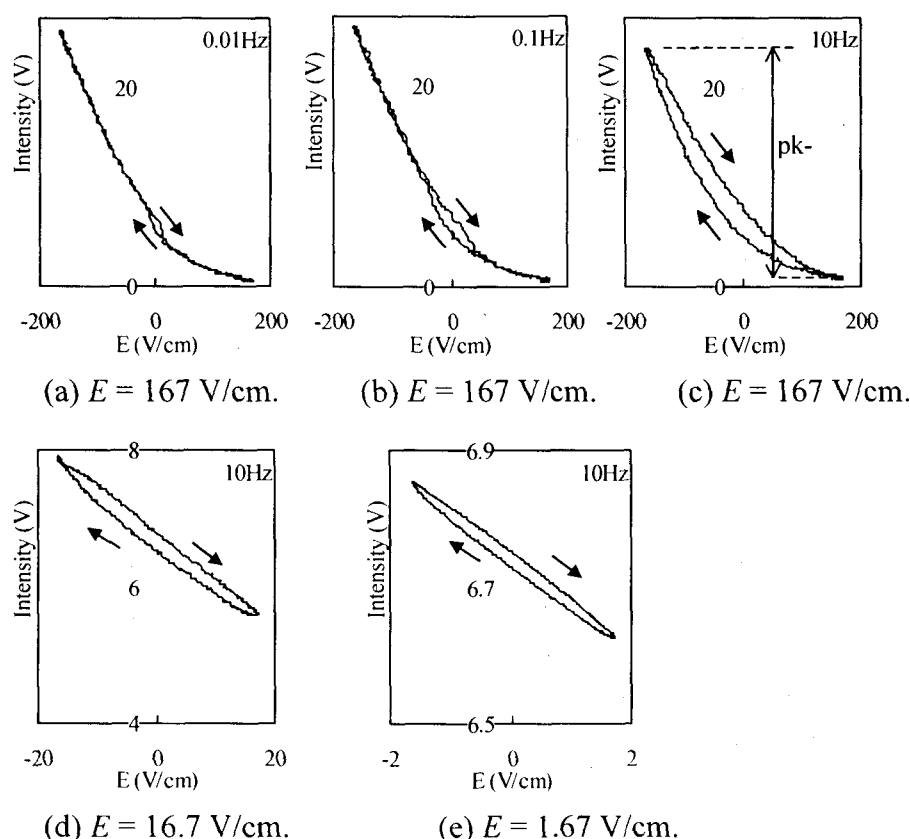 0.01Hz
Intensity (V)
20
0
-200 0 200
E (V/cm)
(a) E = 167 V/cm.
0.1Hz
Intensity (V)
20
0
-200 0 200
E (V/cm)
(b) E = 167 V/cm.
10Hz
Intensity (V)
20
pk-
0
-200 0 200
E (V/cm)
(c) E = 167 V/cm.
8
10Hz
Intensity (V)
6
4
-20 0 20
E (V/cm)
(d) E = 16.7 V/cm.
6.9
10Hz
Intensity (V)
6.7
6.5
-2 0 2
E (V/cm)
(e) E = 1.67 V/cm.